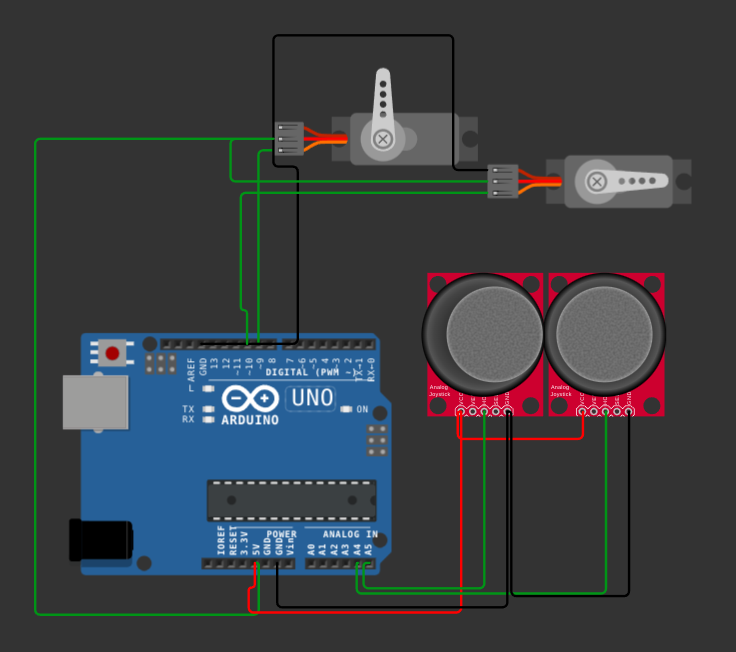 AREF
GND
13
12
~11
~10
~9
8
7
~6
~5
4
~3
2
TX→1
RX←0
DIGITAL (PWM ~)
UNO
TX
RX
ON
ARDUINO
Analog
Joystick
VCC
VERT
HORZ
SEL
GND
Analog
Joystick
VCC
VERT
HORZ
SEL
GND
POWER
ANALOG IN
IOREF
RESET
3.3V
5V
GND
GND
Vin
A0
A1
A2
A3
A4
A5